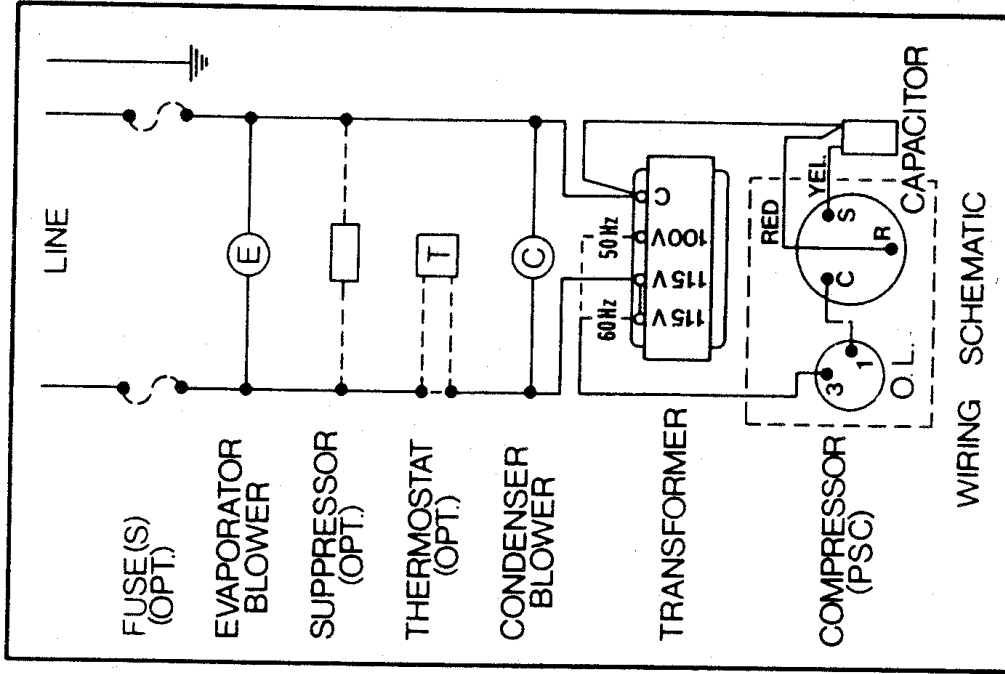 LINE
FUSE(S)
(OPT.)
EVAPORATOR
BLOWER
E
SUPPRESSOR
(OPT.)
THERMOSTAT
(OPT.)
T
CONDENSER
BLOWER
C
TRANSFORMER
60Hz
50Hz
115V
115V
100V
C
COMPRESSOR
(PSC)
3
1
O.L.
C
S
R
RED
YEL.
CAPACITOR
WIRING SCHEMATIC